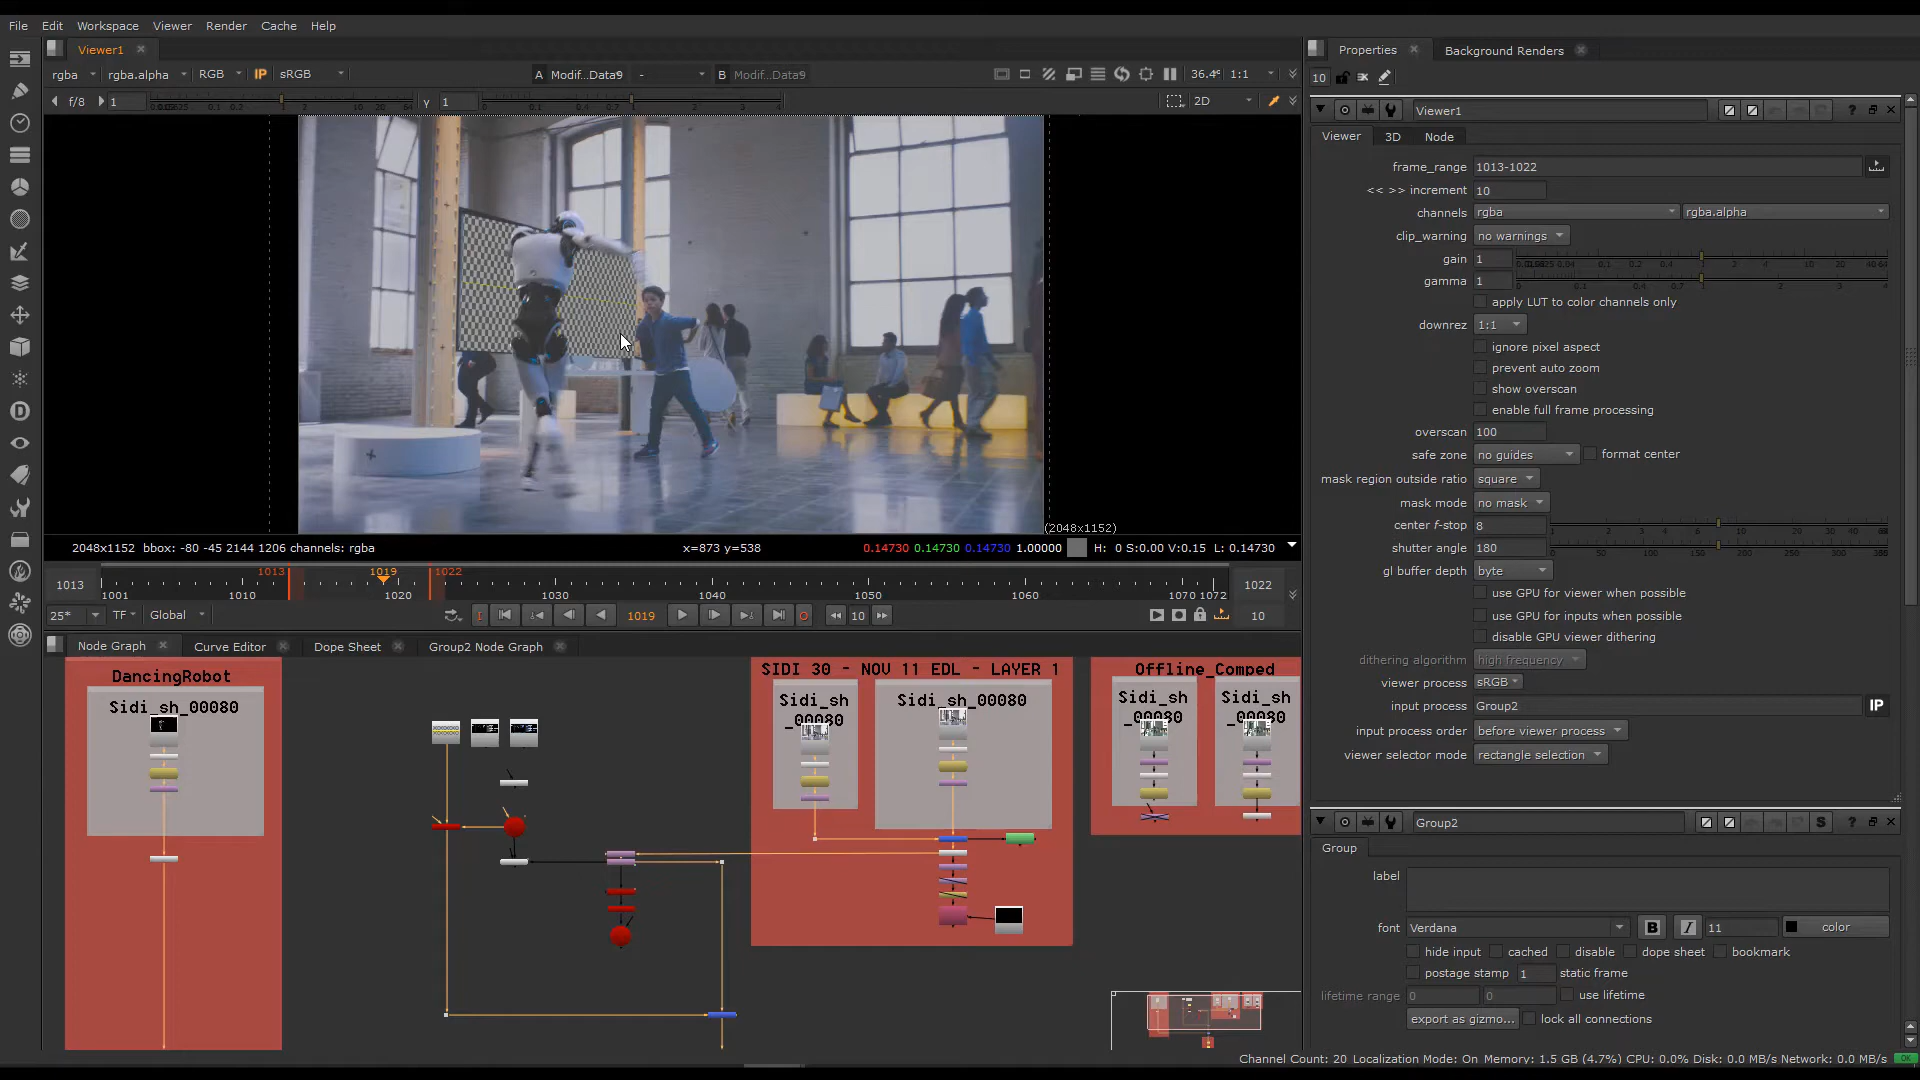 File Edit Workspace Viewer Render Cache Help
Viewer1
Properties Background Renders
rgba rgba.alpha RGB IP sRGB A Modif...Data9 - B Modif...Data9 36.4% 1:1
10
f/8 1 γ 1 2D
Viewer1
Viewer 3D Node
frame_range 1013-1022
<< >> increment 10
channels rgba rgba.alpha
clip_warning no warnings
gain 1
gamma 1
apply LUT to color channels only
downrez 1:1
ignore pixel aspect
prevent auto zoom
show overscan
enable full frame processing
overscan 100
safe zone no guides format center
mask region outside ratio square
mask mode no mask
center f-stop 8
shutter angle 180
gl buffer depth byte
use GPU for viewer when possible
use GPU for inputs when possible
disable GPU viewer dithering
dithering algorithm high frequency
viewer process sRGB
input process Group2 IP
input process order before viewer process
viewer selector mode rectangle selection
(2048x1152)
2048x1152 bbox: -80 -45 2144 1206 channels: rgba x=873 y=538 0.14730 0.14730 0.14730 1.00000 H: 0 S:0.00 V:0.15 L: 0.14730
1013 1019 1022
1013 1022
1001 1010 1020 1030 1040 1050 1060 1070 1072
25* TF Global 1019 10 10
Node Graph Curve Editor Dope Sheet Group2 Node Graph
DancingRobot
Sidi_sh_00080
SIDI 30 - NOV 11 EDL - LAYER 1
Sidi_sh
_00080
Sidi_sh_00080
Offline_Comped
Sidi_sh
_00080
Sidi_sh
_00080
Group2
Group
label
font Verdana B I 11 color
hide input cached disable dope sheet bookmark
postage stamp 1 static frame
lifetime range 0 0 use lifetime
export as gizmo... lock all connections
Channel Count: 20 Localization Mode: On Memory: 1.5 GB (4.7%) CPU: 0.0% Disk: 0.0 MB/s Network: 0.0 MB/s